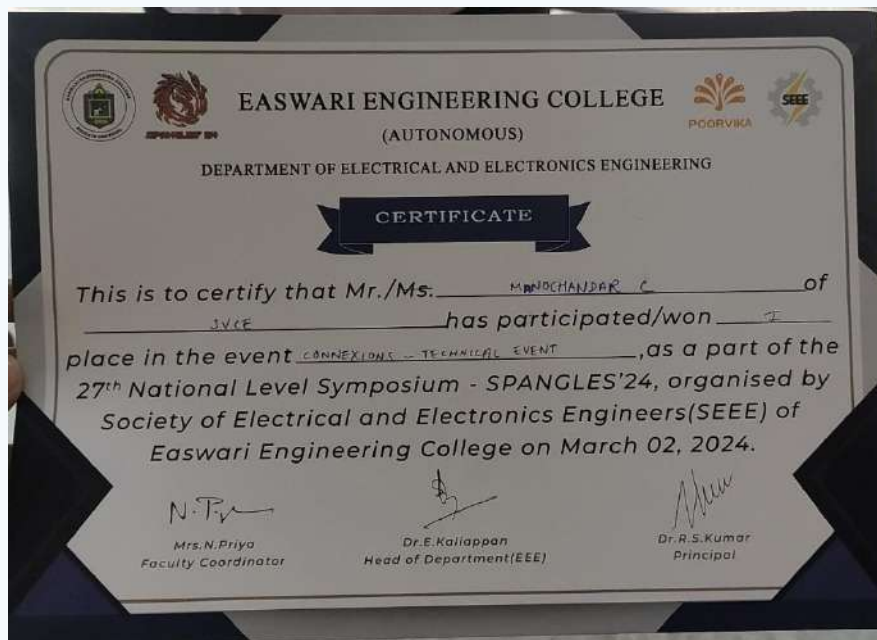 EASWARI ENGINEERING COLLEGE
(AUTONOMOUS)
DEPARTMENT OF ELECTRICAL AND ELECTRONICS ENGINEERING
POORVIKA
SEEE
CERTIFICATE
This is to certify that Mr./Ms. MANOCHANDAR C of
SVCE has participated/won I
place in the event CONNEXIONS - TECHNICAL EVENT ,as a part of the
27th National Level Symposium - SPANGLES'24, organised by
Society of Electrical and Electronics Engineers(SEEE) of
Easwari Engineering College on March 02, 2024.
Mrs.N.Priya
Faculty Coordinator
Dr.E.Kaliappan
Head of Department(EEE)
Dr.R.S.Kumar
Principal